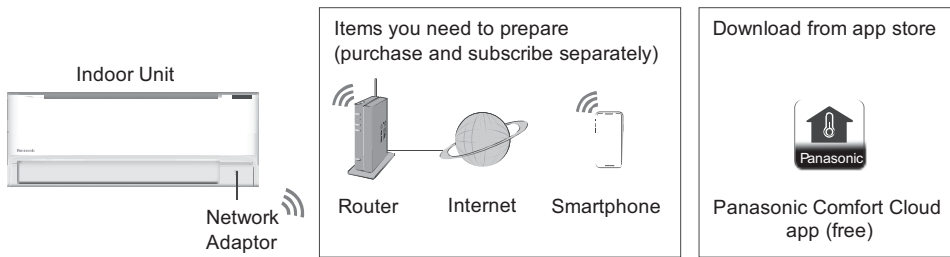 Indoor Unit
Panasonic
Network
Adaptor
Items you need to prepare
(purchase and subscribe separately)
Router
Internet
Smartphone
Download from app store
Panasonic
Panasonic Comfort Cloud
app (free)